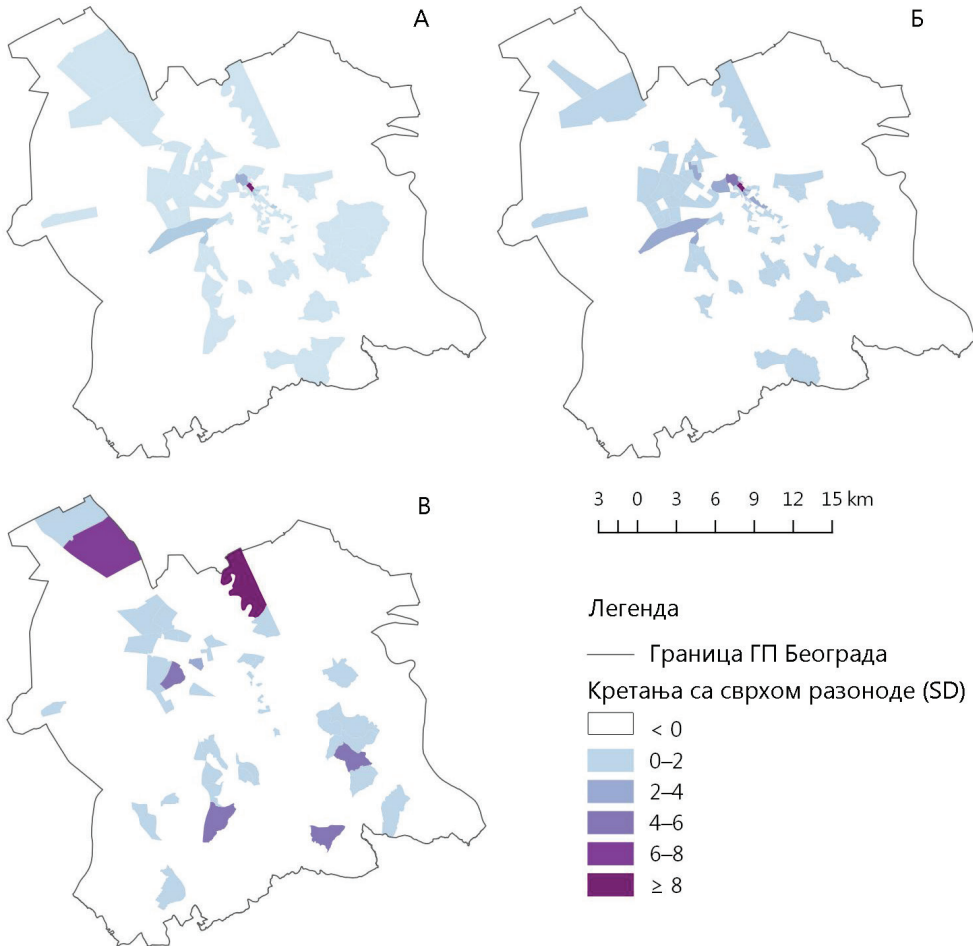 А
Б
В
3 0 3 6 9 12 15 km
Легенда
Граница ГП Београда
Кретања са сврхом разоноде (SD)
< 0
0–2
2–4
4–6
6–8
≥ 8